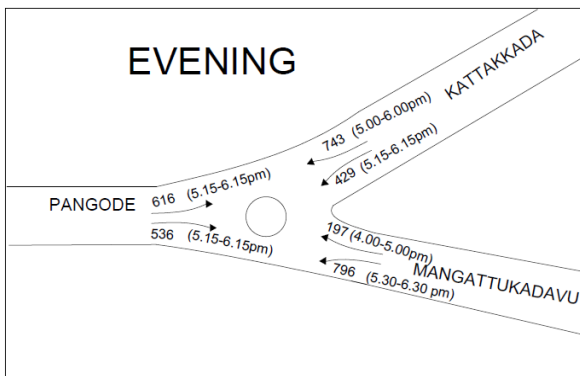 EVENING
KATTAKKADA
743 (5.00-6.00pm)
429 (5.15-6.15pm)
616 (5.15-6.15pm)
PANGODE
536 (5.15-6.15pm)
197(4.00-5.00pm)
MANGATTUKADAVU
796 (5.30-6.30 pm)